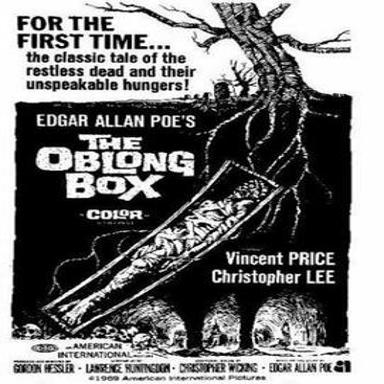 FOR THE
FIRST TIME...
the classic tale of the
restless dead and their
unspeakable hungers!
EDGAR ALLAN POE'S
THE
OBLONG
BOX
COLOR
Vincent PRICE
Christopher LEE
AMERICAN
INTERNATIONAL
GORDON HESSLER LAWRENCE HUNTINGDON CHRISTOPHER WICKING EDGAR ALLAN POE
©1969 American International Pictures